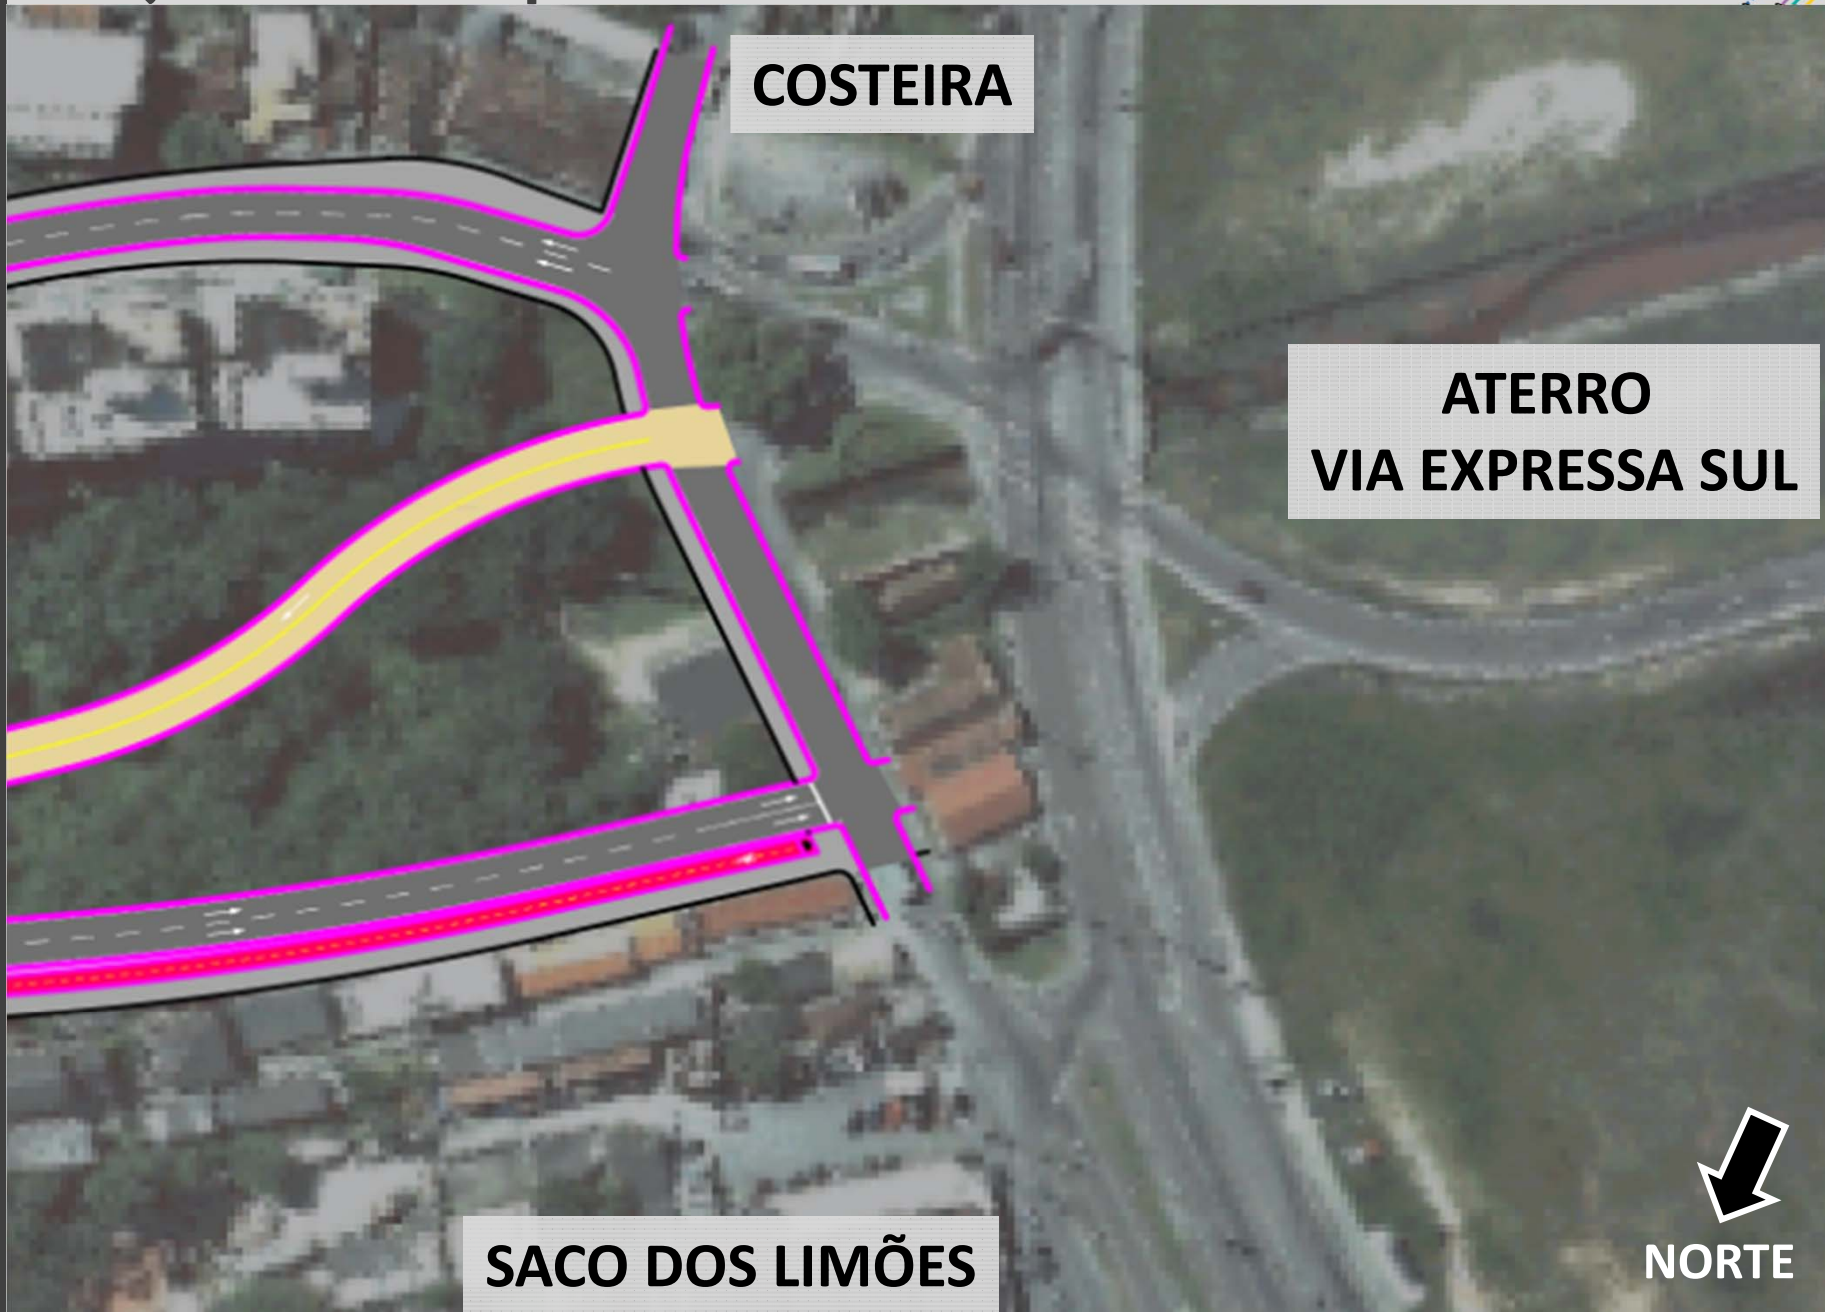 COSTEIRA
ATERRO
VIA EXPRESSA SUL
NORTE
SACO DOS LIMÕES